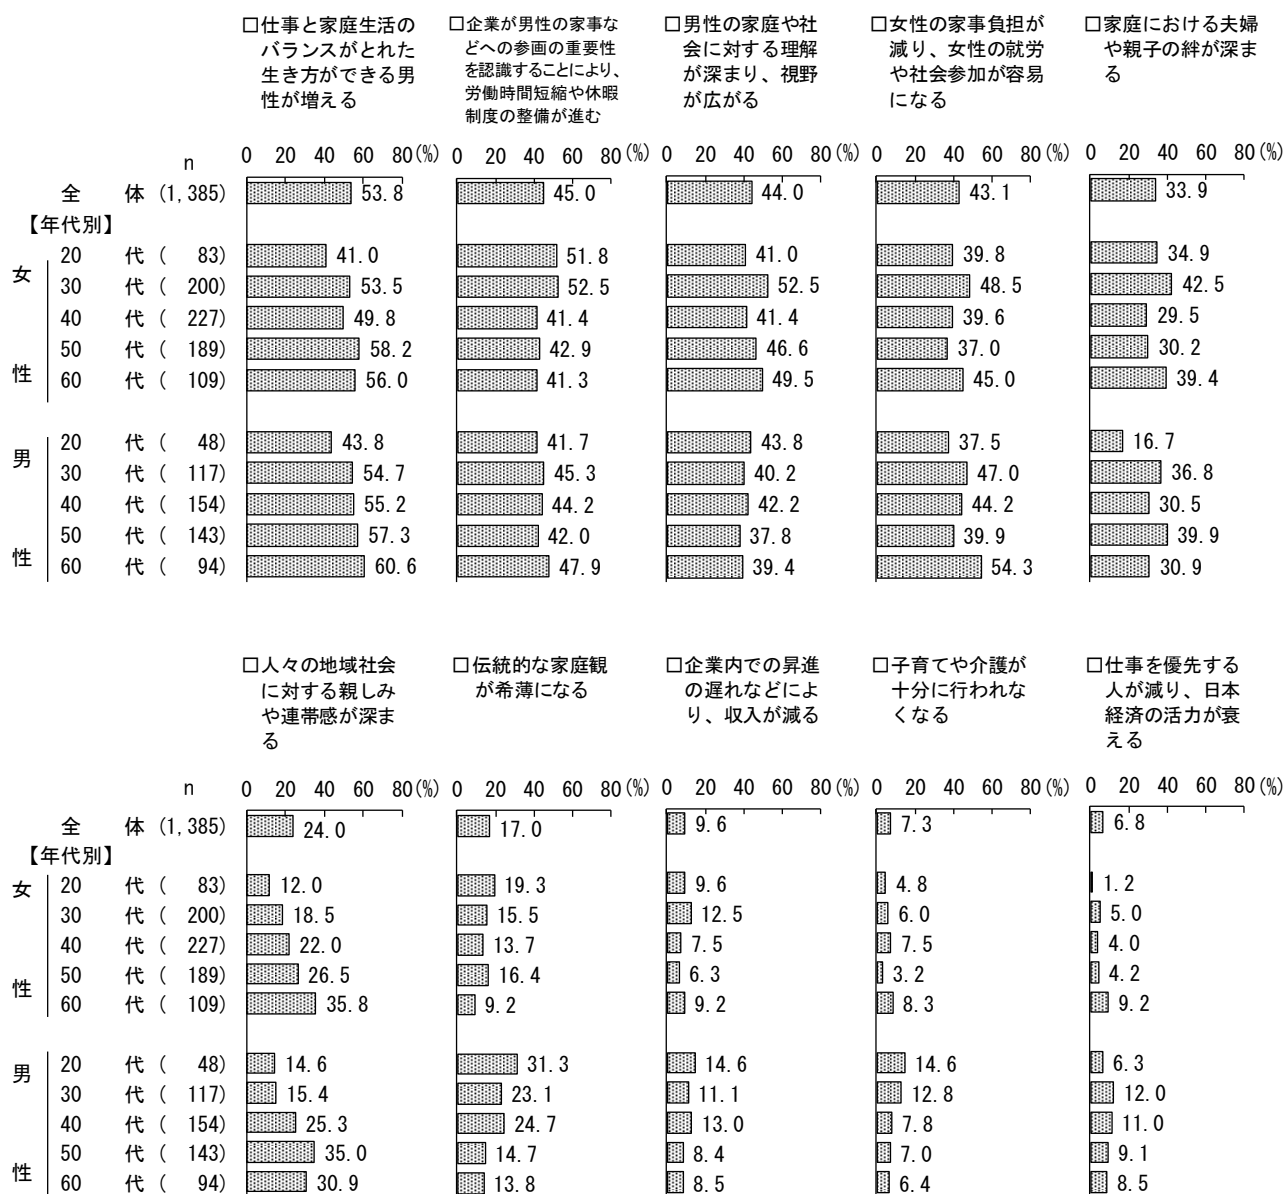 □仕事と家庭生活の
バランスがとれた
生き方ができる男
性が増える
□企業が男性の家事な
どへの参画の重要性
を認識することにより、
労働時間短縮や休暇
制度の整備が進む
□男性の家庭や社
会に対する理解
が深まり、視野
が広がる
□女性の家事負担が
減り、女性の就労
や社会参加が容易
になる
□家庭における夫婦
や親子の絆が深ま
る
n 0 20 40 60 80(%) 0 20 40 60 80(%) 0 20 40 60 80(%) 0 20 40 60 80(%) 0 20 40 60 80(%)
全 体 (1,385) 53.8 45.0 44.0 43.1 33.9
【年代別】
女性
20 代 ( 83) 41.0 51.8 41.0 39.8 34.9
30 代 ( 200) 53.5 52.5 52.5 48.5 42.5
40 代 ( 227) 49.8 41.4 41.4 39.6 29.5
50 代 ( 189) 58.2 42.9 46.6 37.0 30.2
60 代 ( 109) 56.0 41.3 49.5 45.0 39.4
男性
20 代 ( 48) 43.8 41.7 43.8 37.5 16.7
30 代 ( 117) 54.7 45.3 40.2 47.0 36.8
40 代 ( 154) 55.2 44.2 42.2 44.2 30.5
50 代 ( 143) 57.3 42.0 37.8 39.9 39.9
60 代 ( 94) 60.6 47.9 39.4 54.3 30.9
□人々の地域社会
に対する親しみ
や連帯感が深ま
る
□伝統的な家庭観
が希薄になる
□企業内での昇進
の遅れなどによ
り、収入が減る
□子育てや介護が
十分に行われな
くなる
□仕事を優先する
人が減り、日本
経済の活力が衰
える
n 0 20 40 60 80(%) 0 20 40 60 80(%) 0 20 40 60 80(%) 0 20 40 60 80(%) 0 20 40 60 80(%)
全 体 (1,385) 24.0 17.0 9.6 7.3 6.8
【年代別】
女性
20 代 ( 83) 12.0 19.3 9.6 4.8 1.2
30 代 ( 200) 18.5 15.5 12.5 6.0 5.0
40 代 ( 227) 22.0 13.7 7.5 7.5 4.0
50 代 ( 189) 26.5 16.4 6.3 3.2 4.2
60 代 ( 109) 35.8 9.2 9.2 8.3 9.2
男性
20 代 ( 48) 14.6 31.3 14.6 14.6 6.3
30 代 ( 117) 15.4 23.1 11.1 12.8 12.0
40 代 ( 154) 25.3 24.7 13.0 7.8 11.0
50 代 ( 143) 35.0 14.7 8.4 7.0 9.1
60 代 ( 94) 30.9 13.8 8.5 6.4 8.5